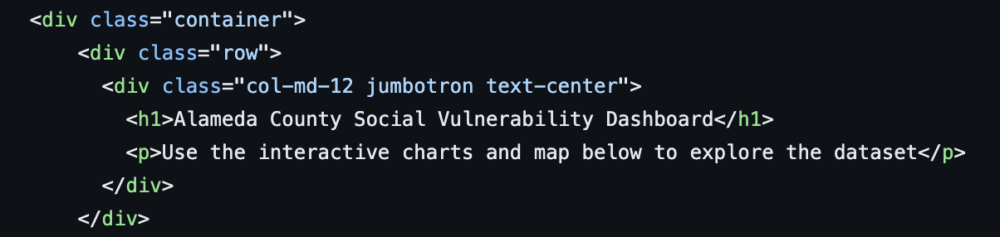 <div class="container">
<div class="row">
<div class="col-md-12 jumbotron text-center">
<h1>Alameda County Social Vulnerability Dashboard</h1>
<p>Use the interactive charts and map below to explore the dataset</p>
</div>
</div>